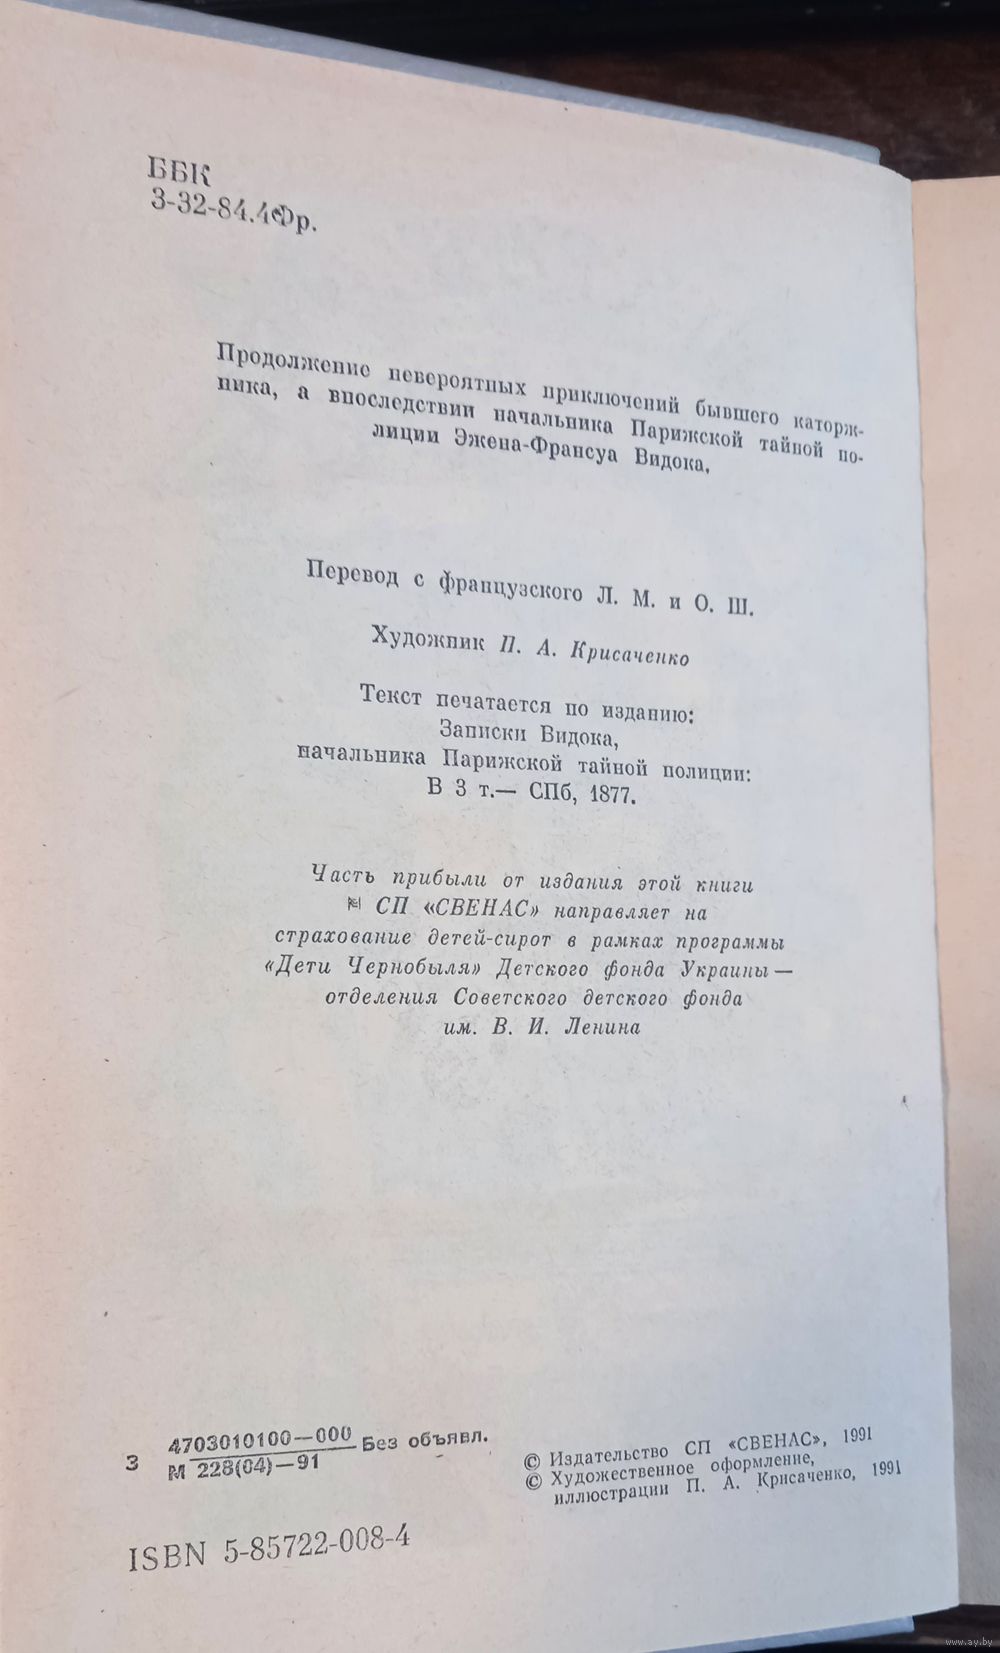 ББК
3-32-84.4Фр.
Продолжение невероятных приключений бывшего каторж-
ника, а впоследствии начальника Парижской тайной по-
лиции Эжена-Франсуа Видока,
Перевод с французского Л. М. и О. Ш.
Художник П. А. Крисаченко
Текст печатается по изданию:
Записки Видока,
начальника Парижской тайной полиции:
В 3 т.— СПб, 1877.
Часть прибыли от издания этой книги
СП «СВЕНАС» направляет на
страхование детей-сирот в рамках программы
«Дети Чернобыля» Детского фонда Украины —
отделения Советского детского фонда
им. В. И. Ленина
З 4703010100—000 Без объявл.
М 228(04)—91
© Издательство СП «СВЕНАС», 1991
© Художественное оформление,
иллюстрации П. А. Крисаченко, 1991
ISBN 5-85722-008-4
www.ay.by